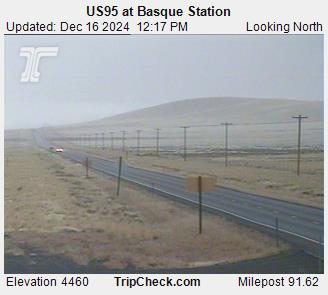 US95 at Basque Station
Updated: Dec 16 2024 12:17 PM Looking North
Elevation 4460 TripCheck.com Milepost 91.62